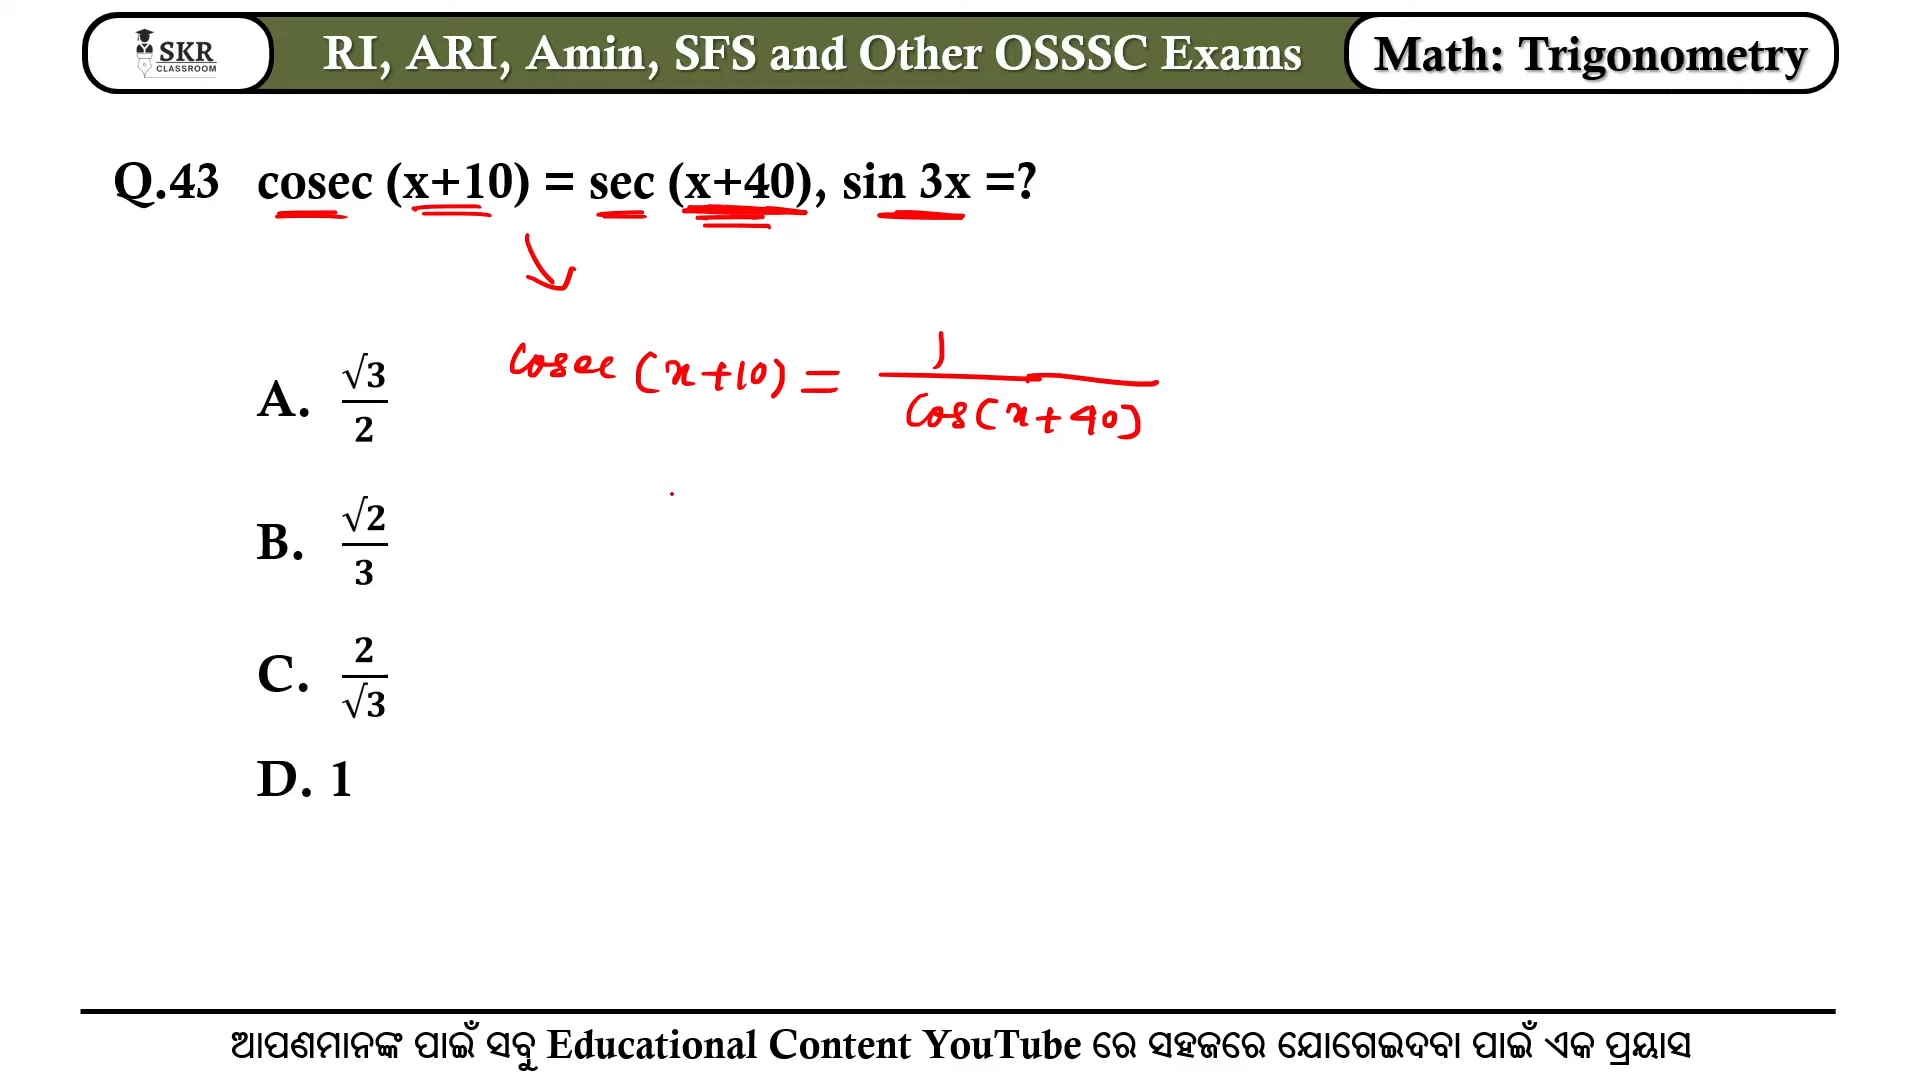 SKR
CLASSROOM
RI, ARI, Amin, SFS and Other OSSSC Exams
Math: Trigonometry
Q.43 cosec (x+10) = sec (x+40), sin 3x =?
cosec (x+10) = 1/cos(x+40)
A. √3/2
B. √2/3
C. 2/√3
D. 1
ଆପଣମାନଙ୍କ ପାଇଁ ସବୁ Educational Content YouTube ରେ ସହଜରେ ଯୋଗେଇଦବା ପାଇଁ ଏକ ପ୍ରୟାସ